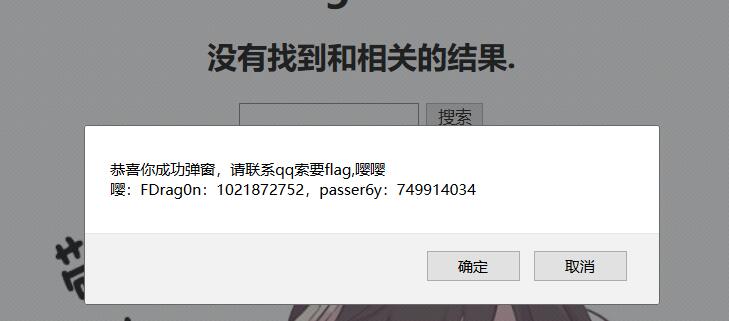 没有找到和相关的结果.
搜索
恭喜你成功弹窗，请联系qq索要flag,嘤嘤
嘤：FDrag0n：1021872752，passer6y：749914034
确定
取消